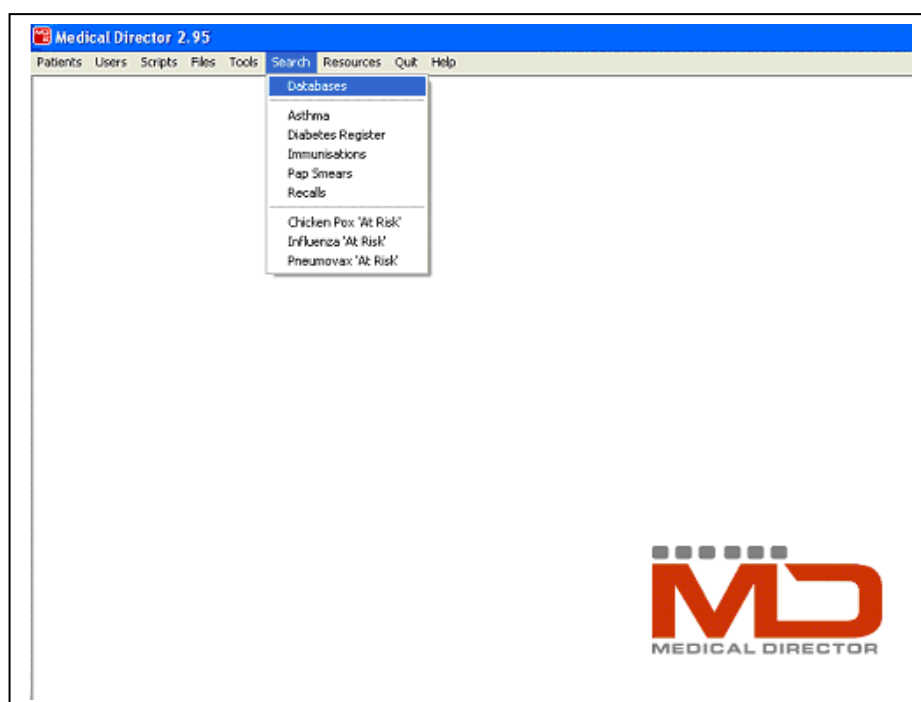 Medical Director 2.95
Patients Users Scripts Files Tools Search Resources Quit Help
Databases
Asthma
Diabetes Register
Immunisations
Pap Smears
Recalls
Chicken Pox 'At Risk'
Influenza 'At Risk'
Pneumovax 'At Risk'
MD
MEDICAL DIRECTOR